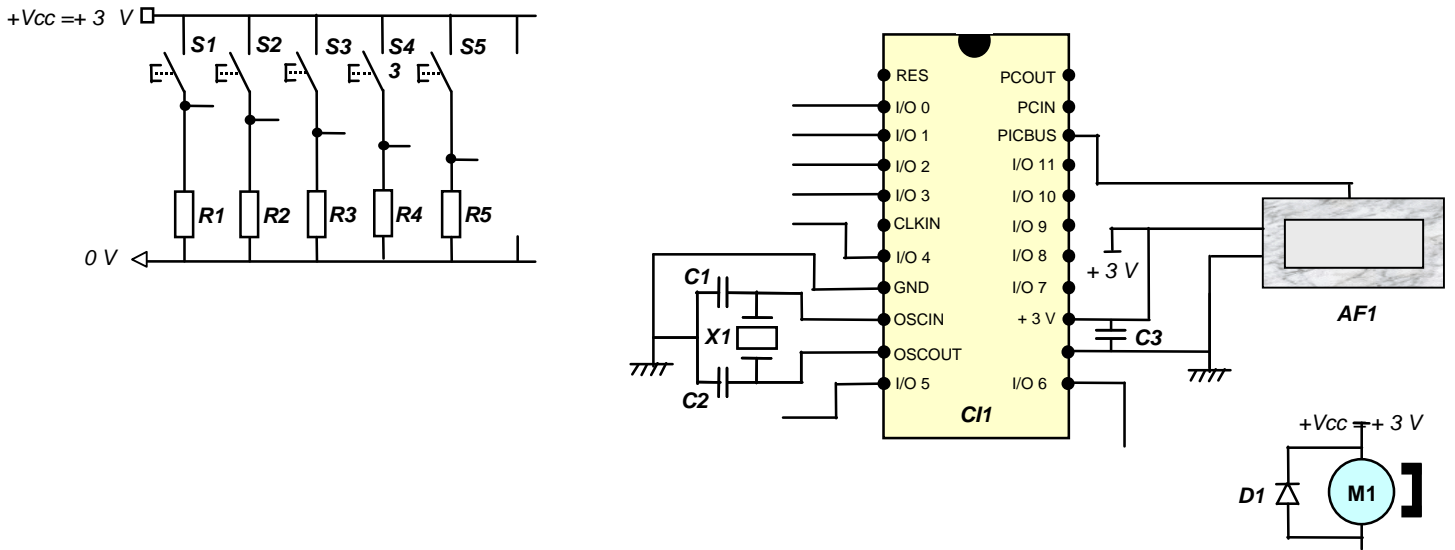 +Vcc =+ 3 V
S1 S2 S3 S4 S5
3
R1 R2 R3 R4 R5
0 V
RES PCOUT
I/O 0 PCIN
I/O 1 PICBUS
I/O 2 I/O 11
I/O 3 I/O 10
CLKIN I/O 9
I/O 4 I/O 8
GND I/O 7
OSCIN + 3 V
OSCOUT
I/O 5 I/O 6
CI1
C1
X1
C2
+ 3 V
C3
AF1
+Vcc =+ 3 V
D1 M1